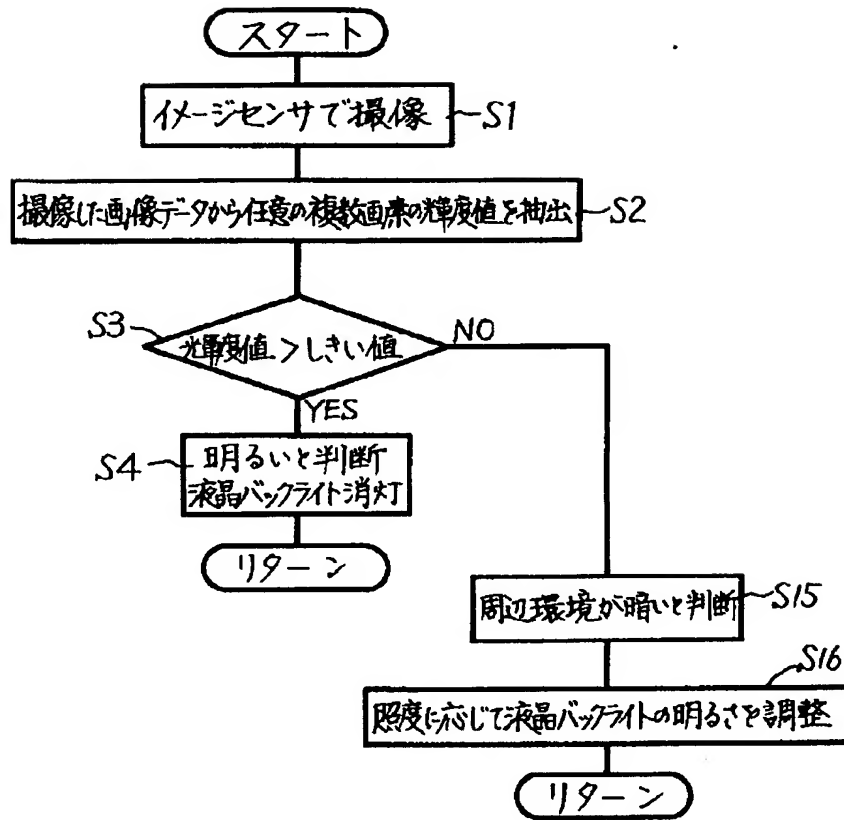 スタート
イメージセンサで撮像
S1
撮像した画像データから任意の複数画素の輝度値を抽出
S2
S3
輝度値 > しきい値
NO
YES
S4
明るいと判断
液晶バックライト消灯
リターン
周辺環境が暗いと判断
S15
S16
照度に応じて液晶バックライトの明るさを調整
リターン